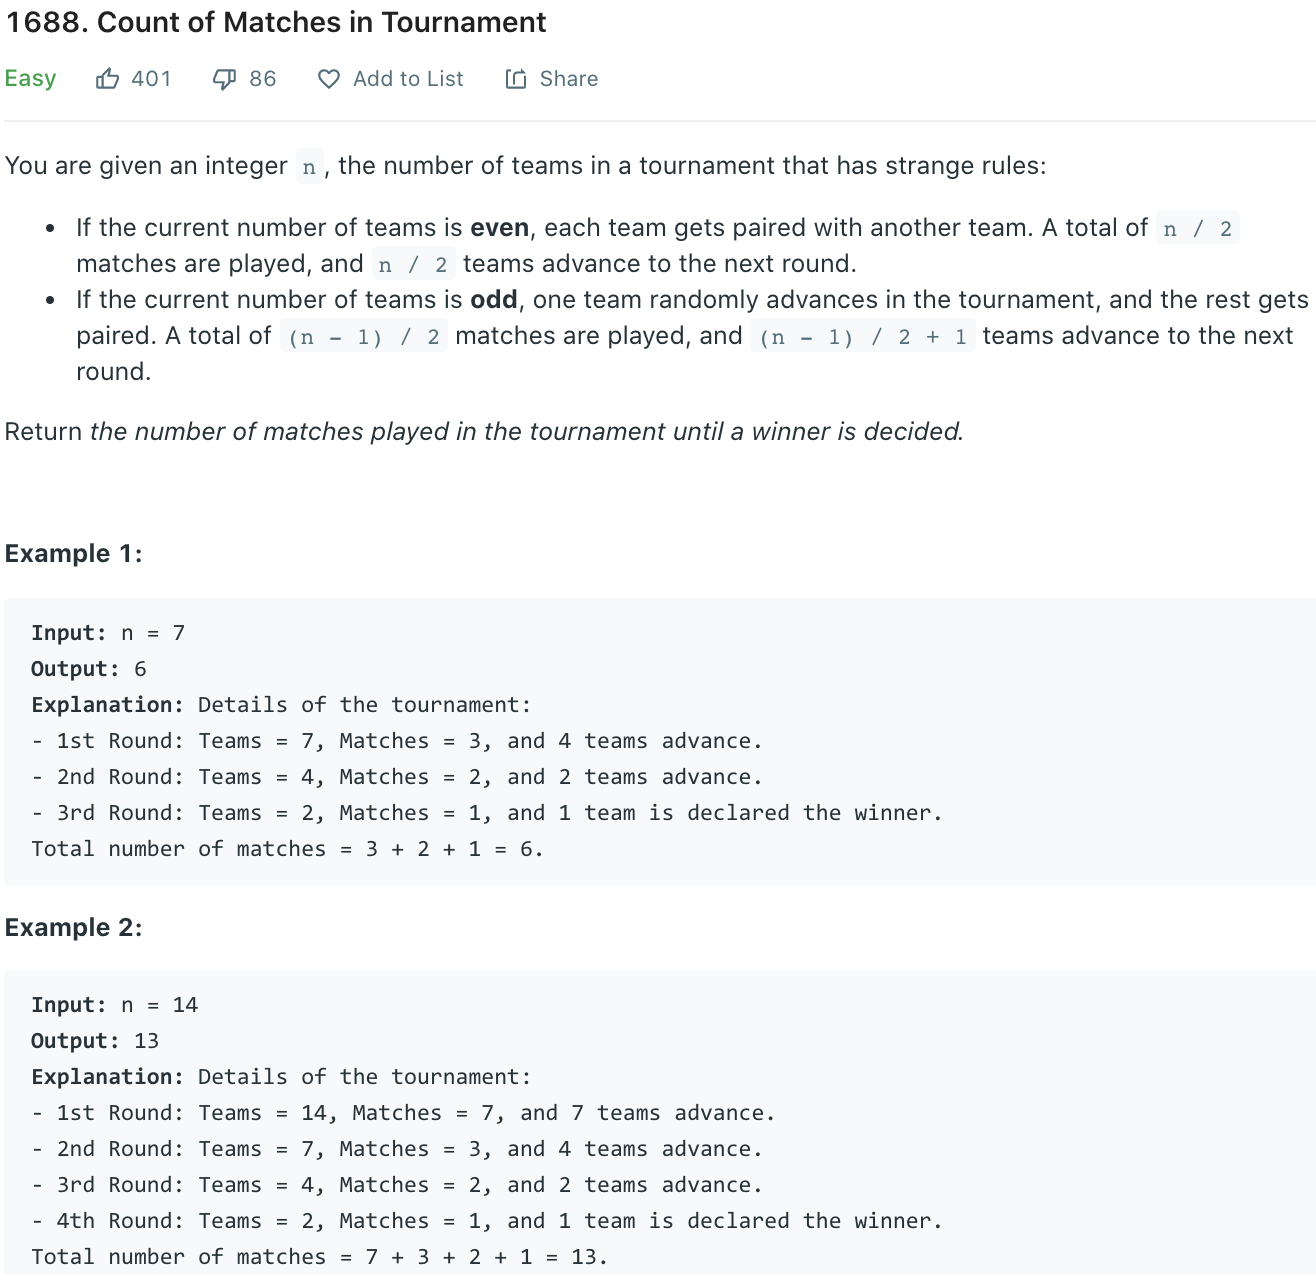 1688. Count of Matches in Tournament
Easy 401 86 Add to List Share
You are given an integer n , the number of teams in a tournament that has strange rules:
• If the current number of teams is even, each team gets paired with another team. A total of n / 2
matches are played, and n / 2 teams advance to the next round.
• If the current number of teams is odd, one team randomly advances in the tournament, and the rest gets
paired. A total of (n - 1) / 2 matches are played, and (n - 1) / 2 + 1 teams advance to the next
round.
Return the number of matches played in the tournament until a winner is decided.
Example 1:
Input: n = 7
Output: 6
Explanation: Details of the tournament:
- 1st Round: Teams = 7, Matches = 3, and 4 teams advance.
- 2nd Round: Teams = 4, Matches = 2, and 2 teams advance.
- 3rd Round: Teams = 2, Matches = 1, and 1 team is declared the winner.
Total number of matches = 3 + 2 + 1 = 6.
Example 2:
Input: n = 14
Output: 13
Explanation: Details of the tournament:
- 1st Round: Teams = 14, Matches = 7, and 7 teams advance.
- 2nd Round: Teams = 7, Matches = 3, and 4 teams advance.
- 3rd Round: Teams = 4, Matches = 2, and 2 teams advance.
- 4th Round: Teams = 2, Matches = 1, and 1 team is declared the winner.
Total number of matches = 7 + 3 + 2 + 1 = 13.